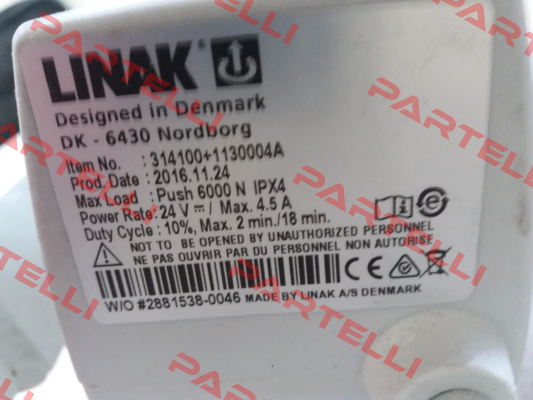 LINAK®
Designed in Denmark
DK - 6430 Nordborg
Item No. : 314100+1130004A
Prod. Date : 2016.11.24
Max Load : Push 6000 N IPX4
Power Rate : 24 V⎓/ Max. 4.5 A
Duty Cycle : 10%, Max. 2 min./18 min.
NOT TO BE OPENED BY UNAUTHORIZED PERSONNEL
NE PAS OUVRIR PAR DU PERSONNEL NON AUTORISE
CE
W/O #2881538-0046 MADE BY LINAK A/S DENMARK
PARTELLI
PARTELLI
PARTELLI
PARTELLI
PARTELLI
PARTELLI